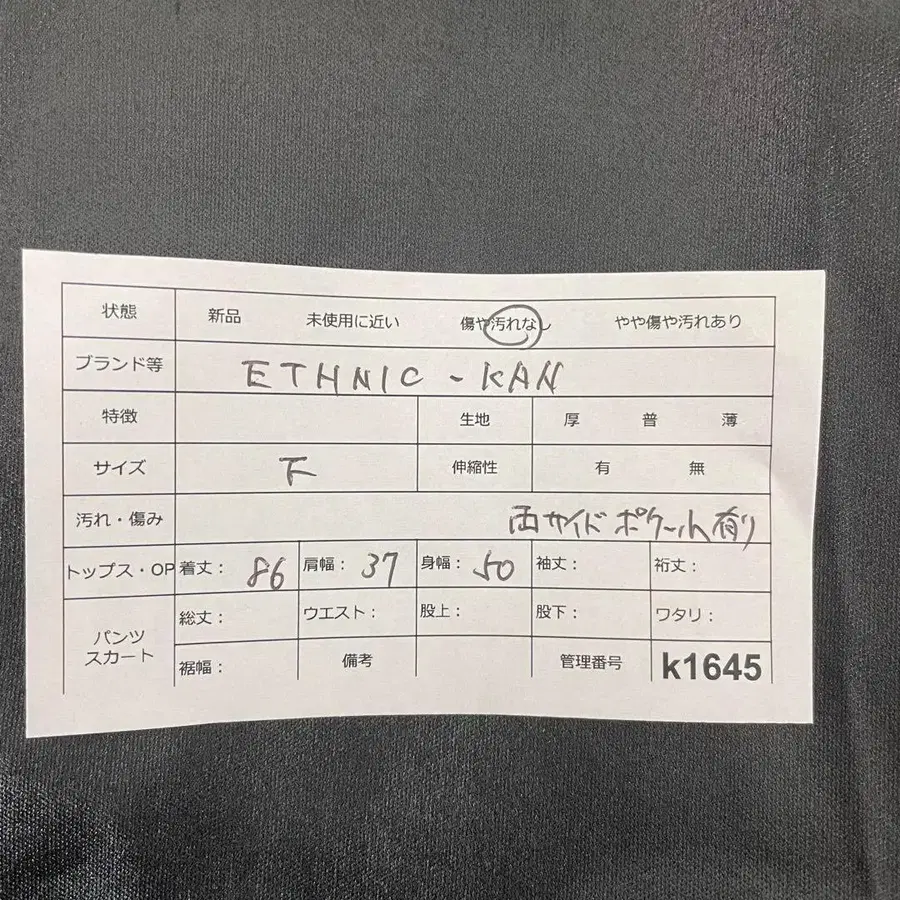 状態 新品 未使用に近い 傷や汚れなし やや傷や汚れあり
ブランド等 ETHNIC - KAN
特徴 生地 厚 普 薄
サイズ 下 伸縮性 有 無
汚れ・傷み 両サイドポケット有り
トップス・OP 着丈: 86 肩幅: 37 身幅: 50 袖丈: 裄丈:
パンツ スカート 総丈: ウエスト: 股上: 股下: ワタリ:
裾幅: 備考 管理番号 k1645